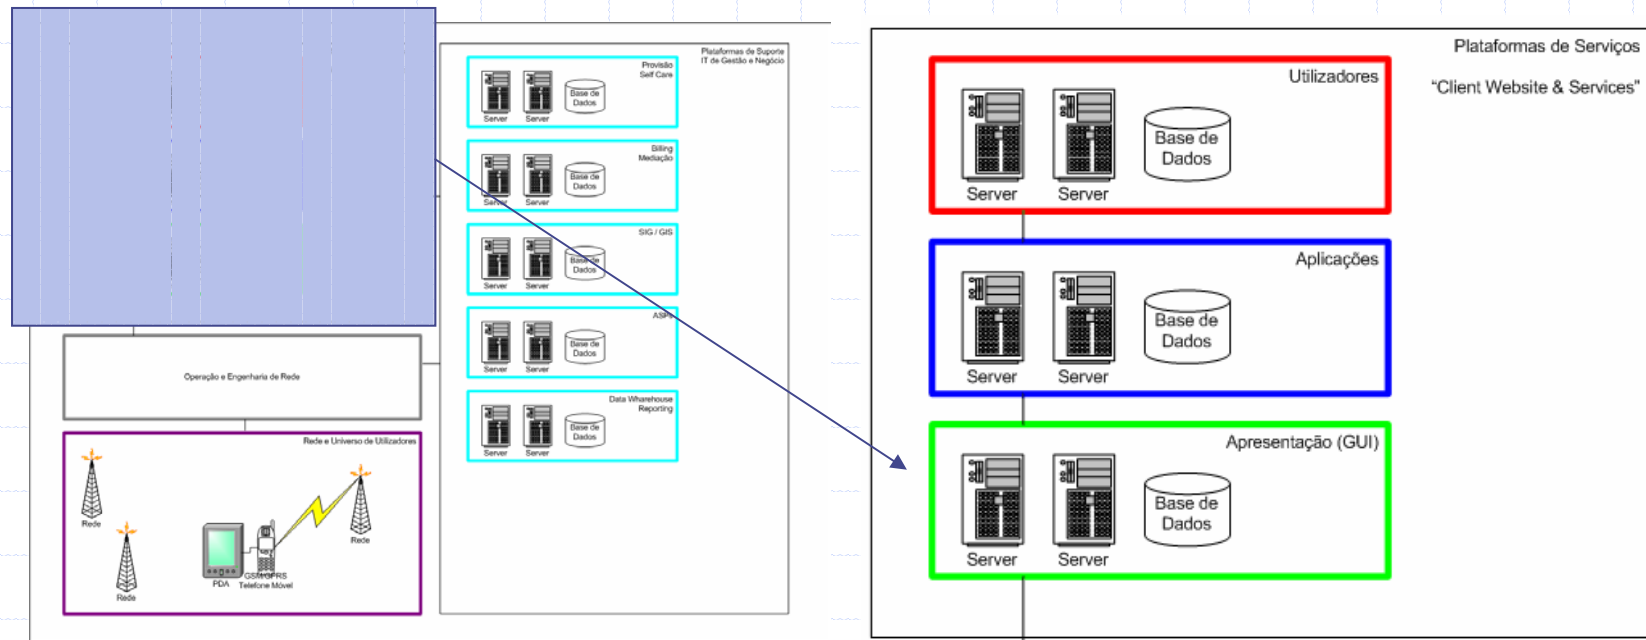 Plataformas de Suporte
IT de Gestão e Negócio
Provisão
Self Care
Base de
Dados
Server
Server
Billing
Mediação
Base de
Dados
Server
Server
SIG / GIS
Base de
Dados
Server
Server
ASPs
Base de
Dados
Server
Server
Data Wharehouse
Reporting
Base de
Dados
Server
Server
Operação e Engenharia de Rede
Rede e Universo de Utilizadores
Rede
Rede
Rede
PDA
GSM/GPRS
Telefone Móvel
Plataformas de Serviços
“Client Website & Services”
Utilizadores
Base de
Dados
Server
Server
Aplicações
Base de
Dados
Server
Server
Apresentação (GUI)
Base de
Dados
Server
Server